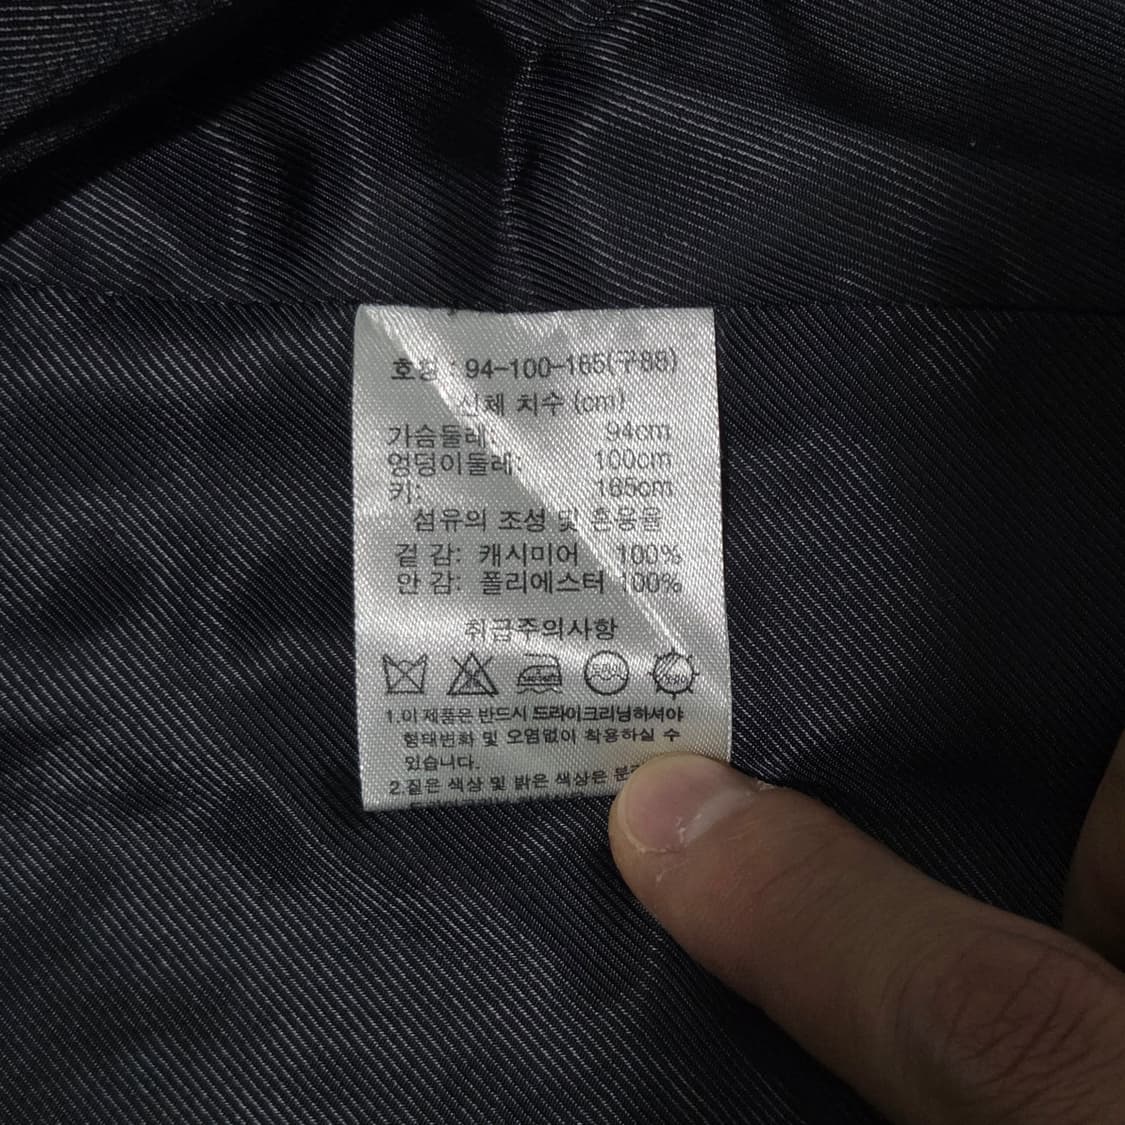 호칭 : 94-100-165(구88)
신체 치수 (cm)
가슴둘레: 94cm
엉덩이둘레: 100cm
키: 165cm
섬유의 조성 및 혼용율
겉 감: 캐시미어 100%
안 감: 폴리에스터 100%
취급주의사항
1.이 제품은 반드시 드라이크리닝하셔야
형태변화 및 오염없이 착용하실 수
있습니다.
2.짙은 색상 및 밝은 색상은